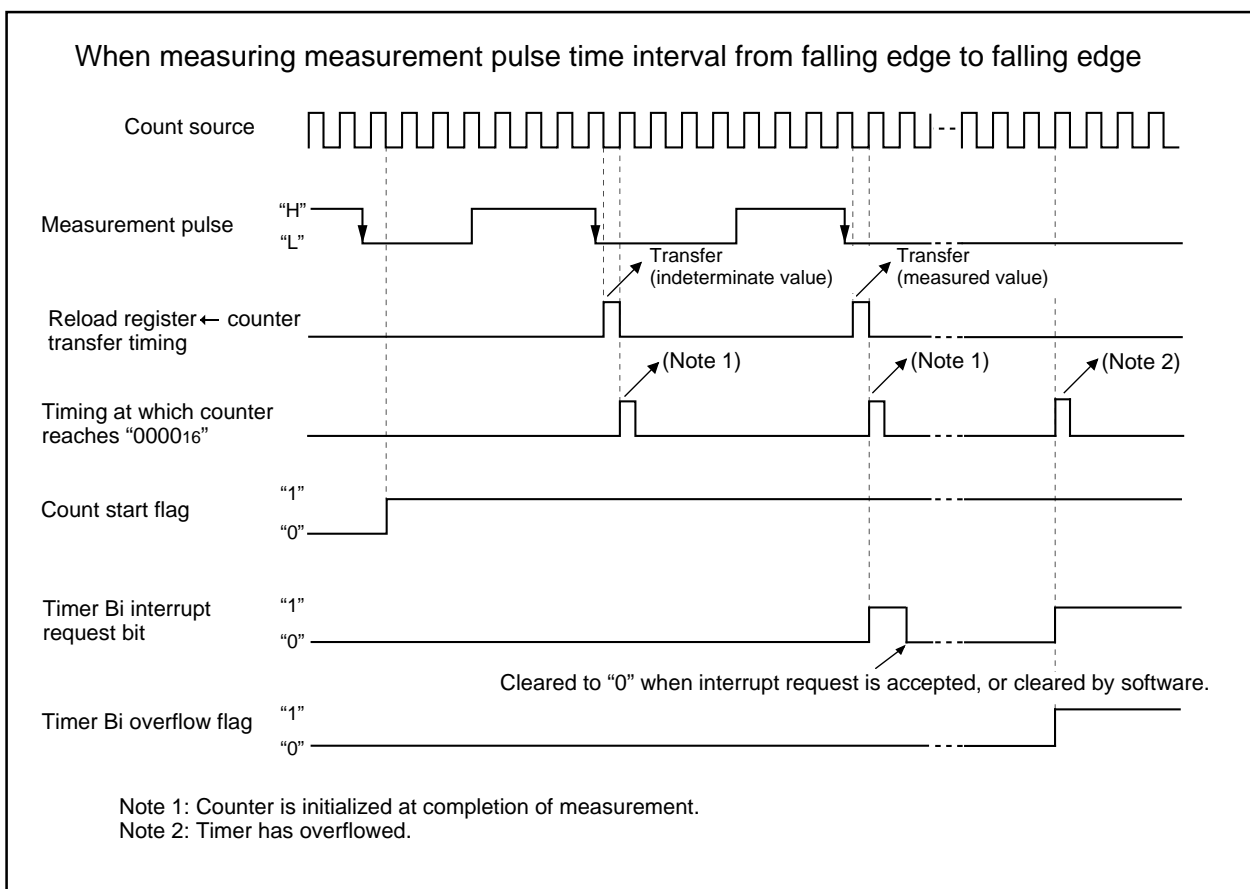 When measuring measurement pulse time interval from falling edge to falling edge
Count source
Measurement pulse
“H”
“L”
Transfer
(indeterminate value)
Transfer
(measured value)
Reload register ← counter
transfer timing
(Note 1)
(Note 1)
(Note 2)
Timing at which counter
reaches “000016”
Count start flag
“1”
“0”
Timer Bi interrupt
request bit
“1”
“0”
Cleared to “0” when interrupt request is accepted, or cleared by software.
Timer Bi overflow flag
“1”
“0”
Note 1: Counter is initialized at completion of measurement.
Note 2: Timer has overflowed.